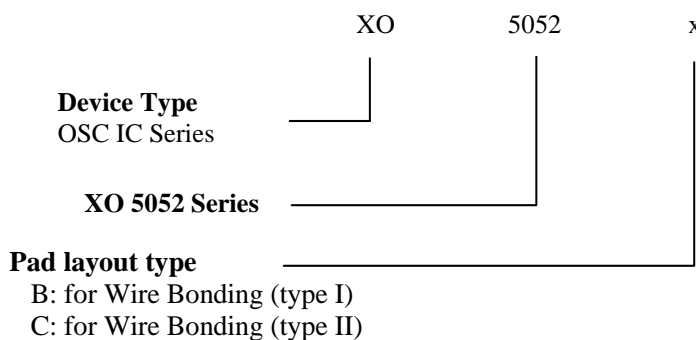 XO 5052 x
Device Type
OSC IC Series
XO 5052 Series
Pad layout type
B: for Wire Bonding (type I)
C: for Wire Bonding (type II)